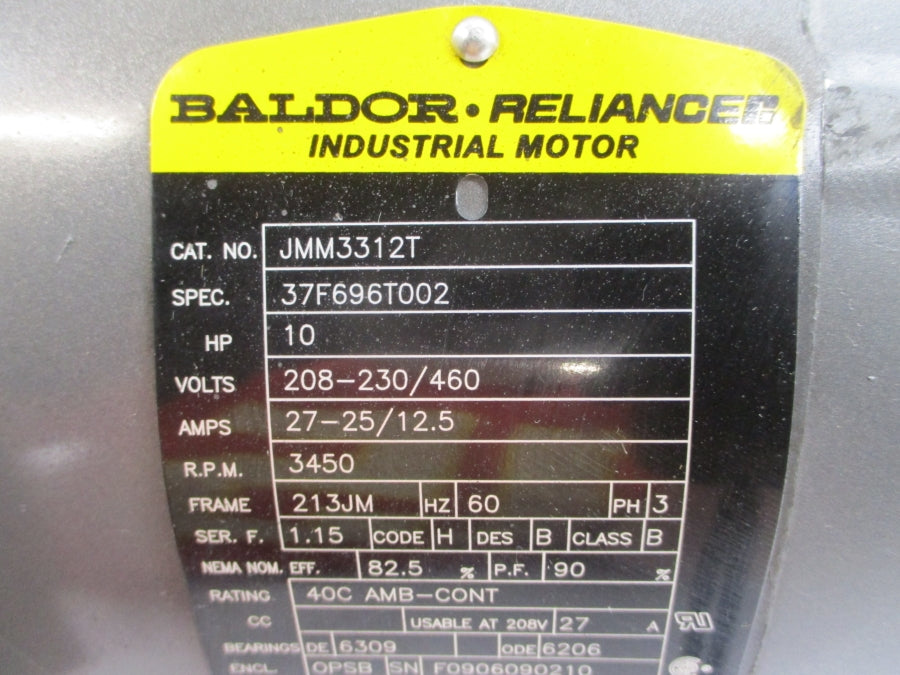 BALDOR • RELIANCER
INDUSTRIAL MOTOR
CAT. NO. JMM3312T
SPEC. 37F696T002
HP 10
VOLTS 208-230/460
AMPS 27-25/12.5
R.P.M. 3450
FRAME 213JM HZ 60 PH 3
SER. F. 1.15 CODE H DES B CLASS B
NEMA NOM. EFF. 82.5 % P.F. 90 %
RATING 40C AMB-CONT
CC USABLE AT 208V 27 A
BEARINGS DE 6309 ODE 6206
ENCL OPSB SN F0906090210